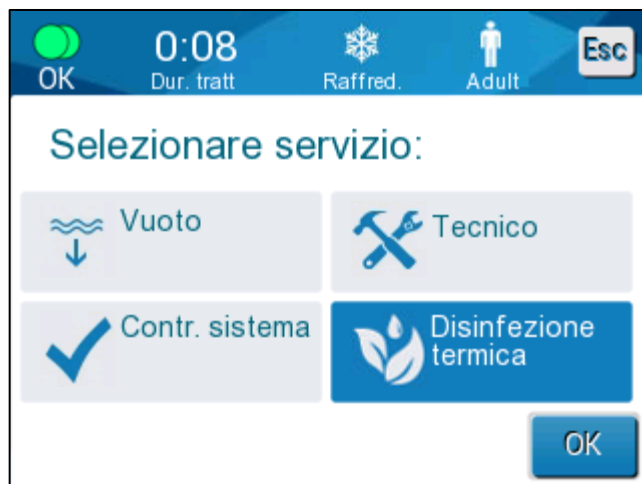 0:08
Esc
OK
Dur. tratt
Raffred.
Adult
Selezionare servizio:
Vuoto
Tecnico
Contr. sistema
Disinfezione
termica
OK